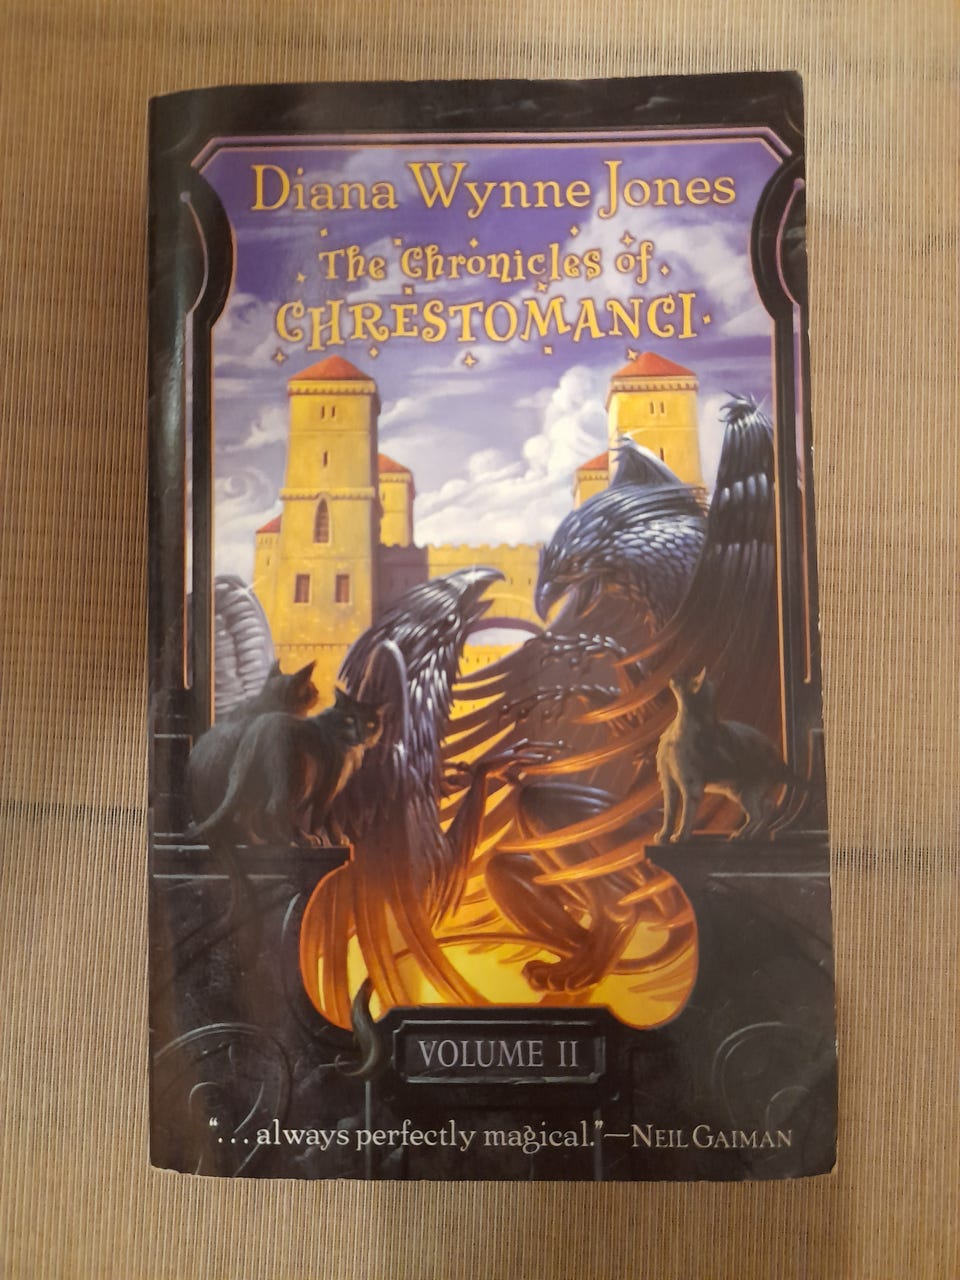 Diana Wynne Jones
The Chronicles of
CHRESTOMANCI
VOLUME II
"...always perfectly magical."—NEIL GAIMAN